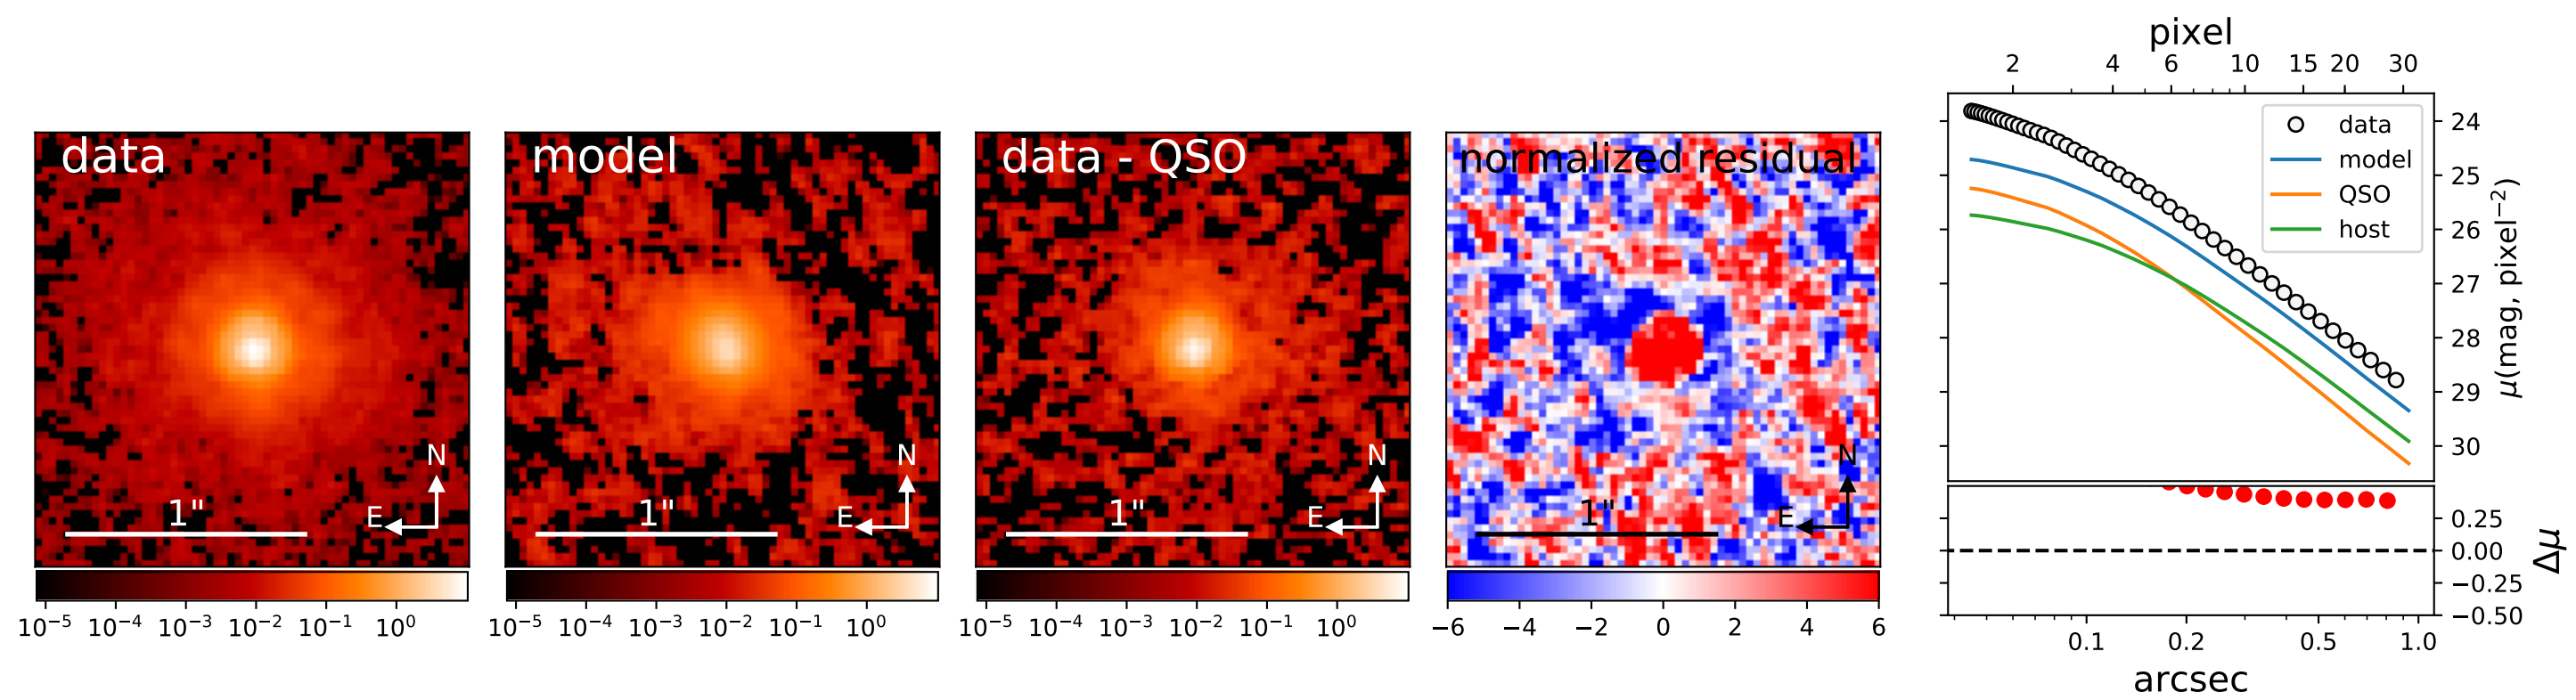 data
N
E
1"
10⁻⁵ 10⁻⁴ 10⁻³ 10⁻² 10⁻¹ 10⁰
model
N
E
1"
10⁻⁵ 10⁻⁴ 10⁻³ 10⁻² 10⁻¹ 10⁰
data - QSO
N
E
1"
10⁻⁵ 10⁻⁴ 10⁻³ 10⁻² 10⁻¹ 10⁰
normalized residual
N
E
1"
−6 −4 −2 0 2 4 6
pixel
2 4 6 10 15 20 30
data
model
QSO
host
24
25
26
27
28
29
30
μ(mag, pixel⁻²)
0.25
0.00
−0.25
−0.50
Δμ
0.1 0.2 0.5 1.0
arcsec